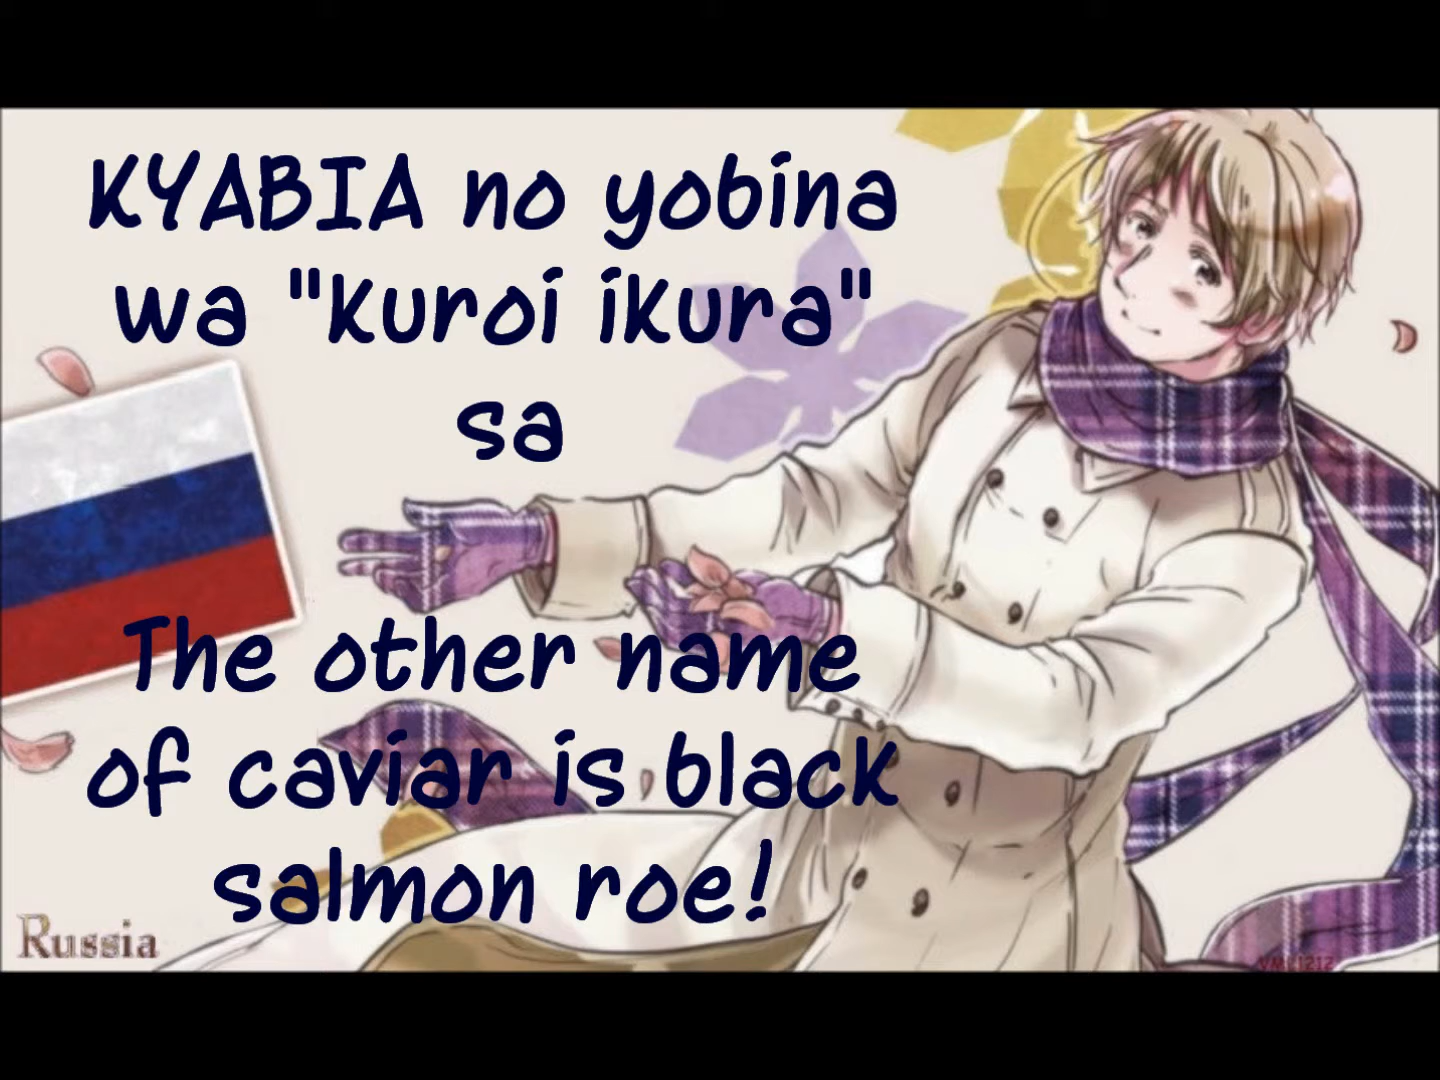 KYABIA no yobina
wa "kuroi ikura"
sa
The other name
of caviar is black
salmon roe!
Russia